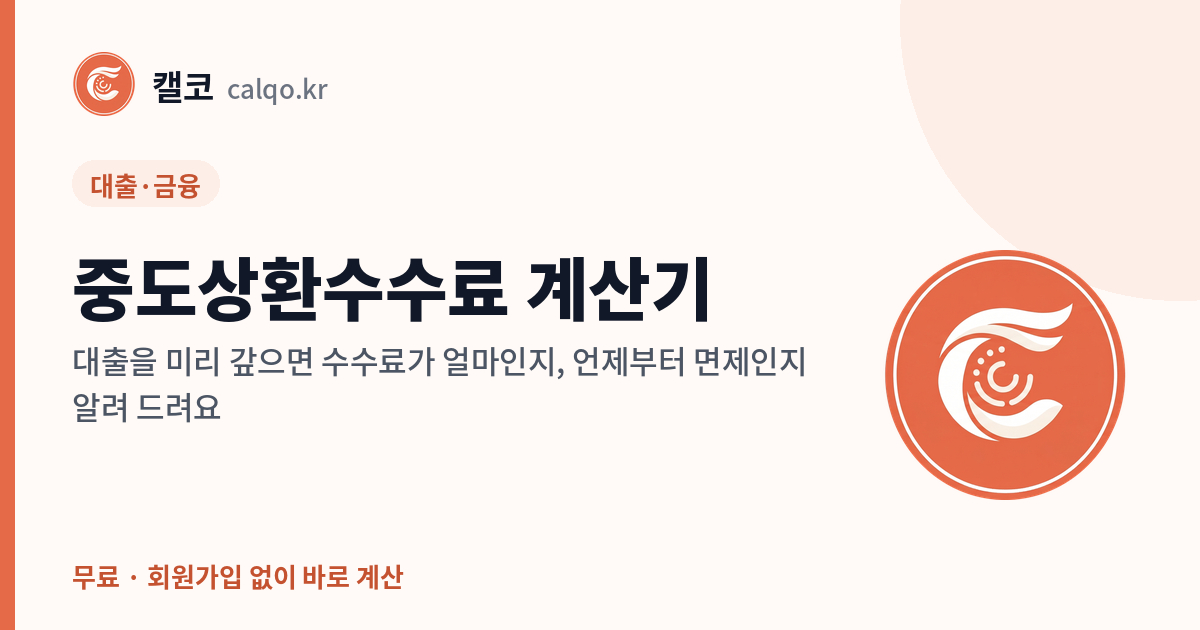 캘코 calqo.kr
대출·금융
중도상환수수료 계산기
대출을 미리 갚으면 수수료가 얼마인지, 언제부터 면제인지
알려 드려요
무료 · 회원가입 없이 바로 계산